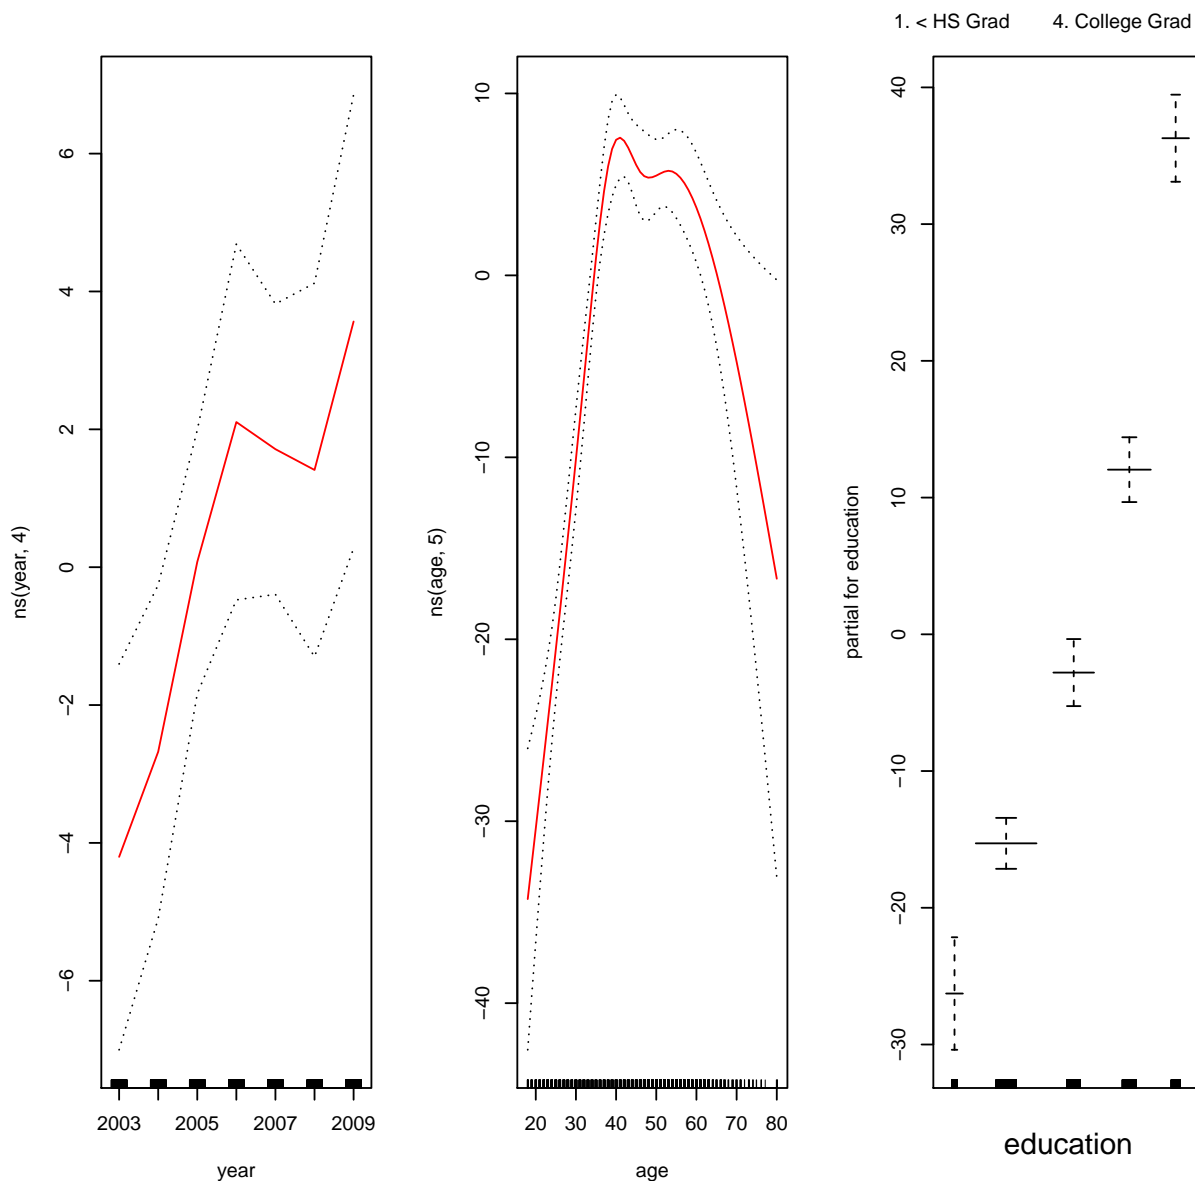 1. < HS Grad 4. College Grad
ns(year, 4)
6
4
2
0
−2
−4
−6
2003 2005 2007 2009
year
ns(age, 5)
10
0
−10
−20
−30
−40
20 30 40 50 60 70 80
age
partial for education
40
30
20
10
0
−10
−20
−30
education